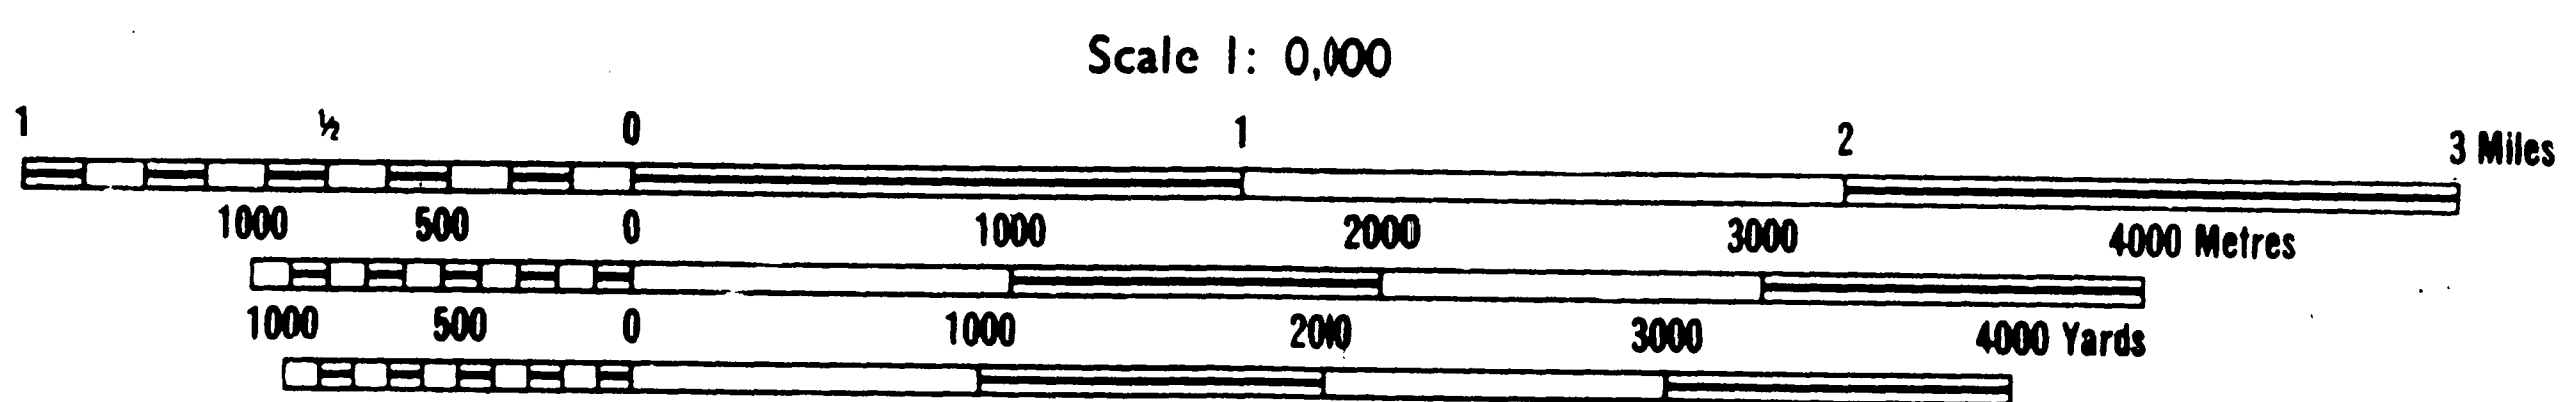 Scale 1: 0,000
1 ½ 0 1 2 3 Miles
1000 500 0 1000 2000 3000 4000 Metres
1000 500 0 1000 2000 3000 4000 Yards